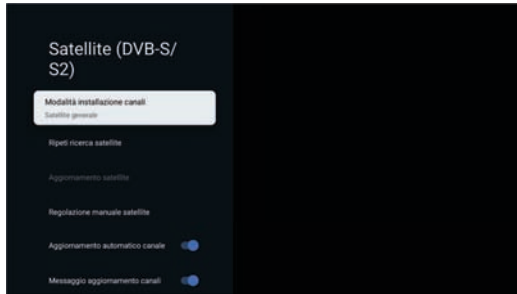 Satellite (DVB-S/
S2)
Modalità installazione canali
Satellite generale
Ripeti ricerca satellite
Aggiornamento satellite
Regolazione manuale satellite
Aggiornamento automatico canale
Messaggio aggiornamento canali